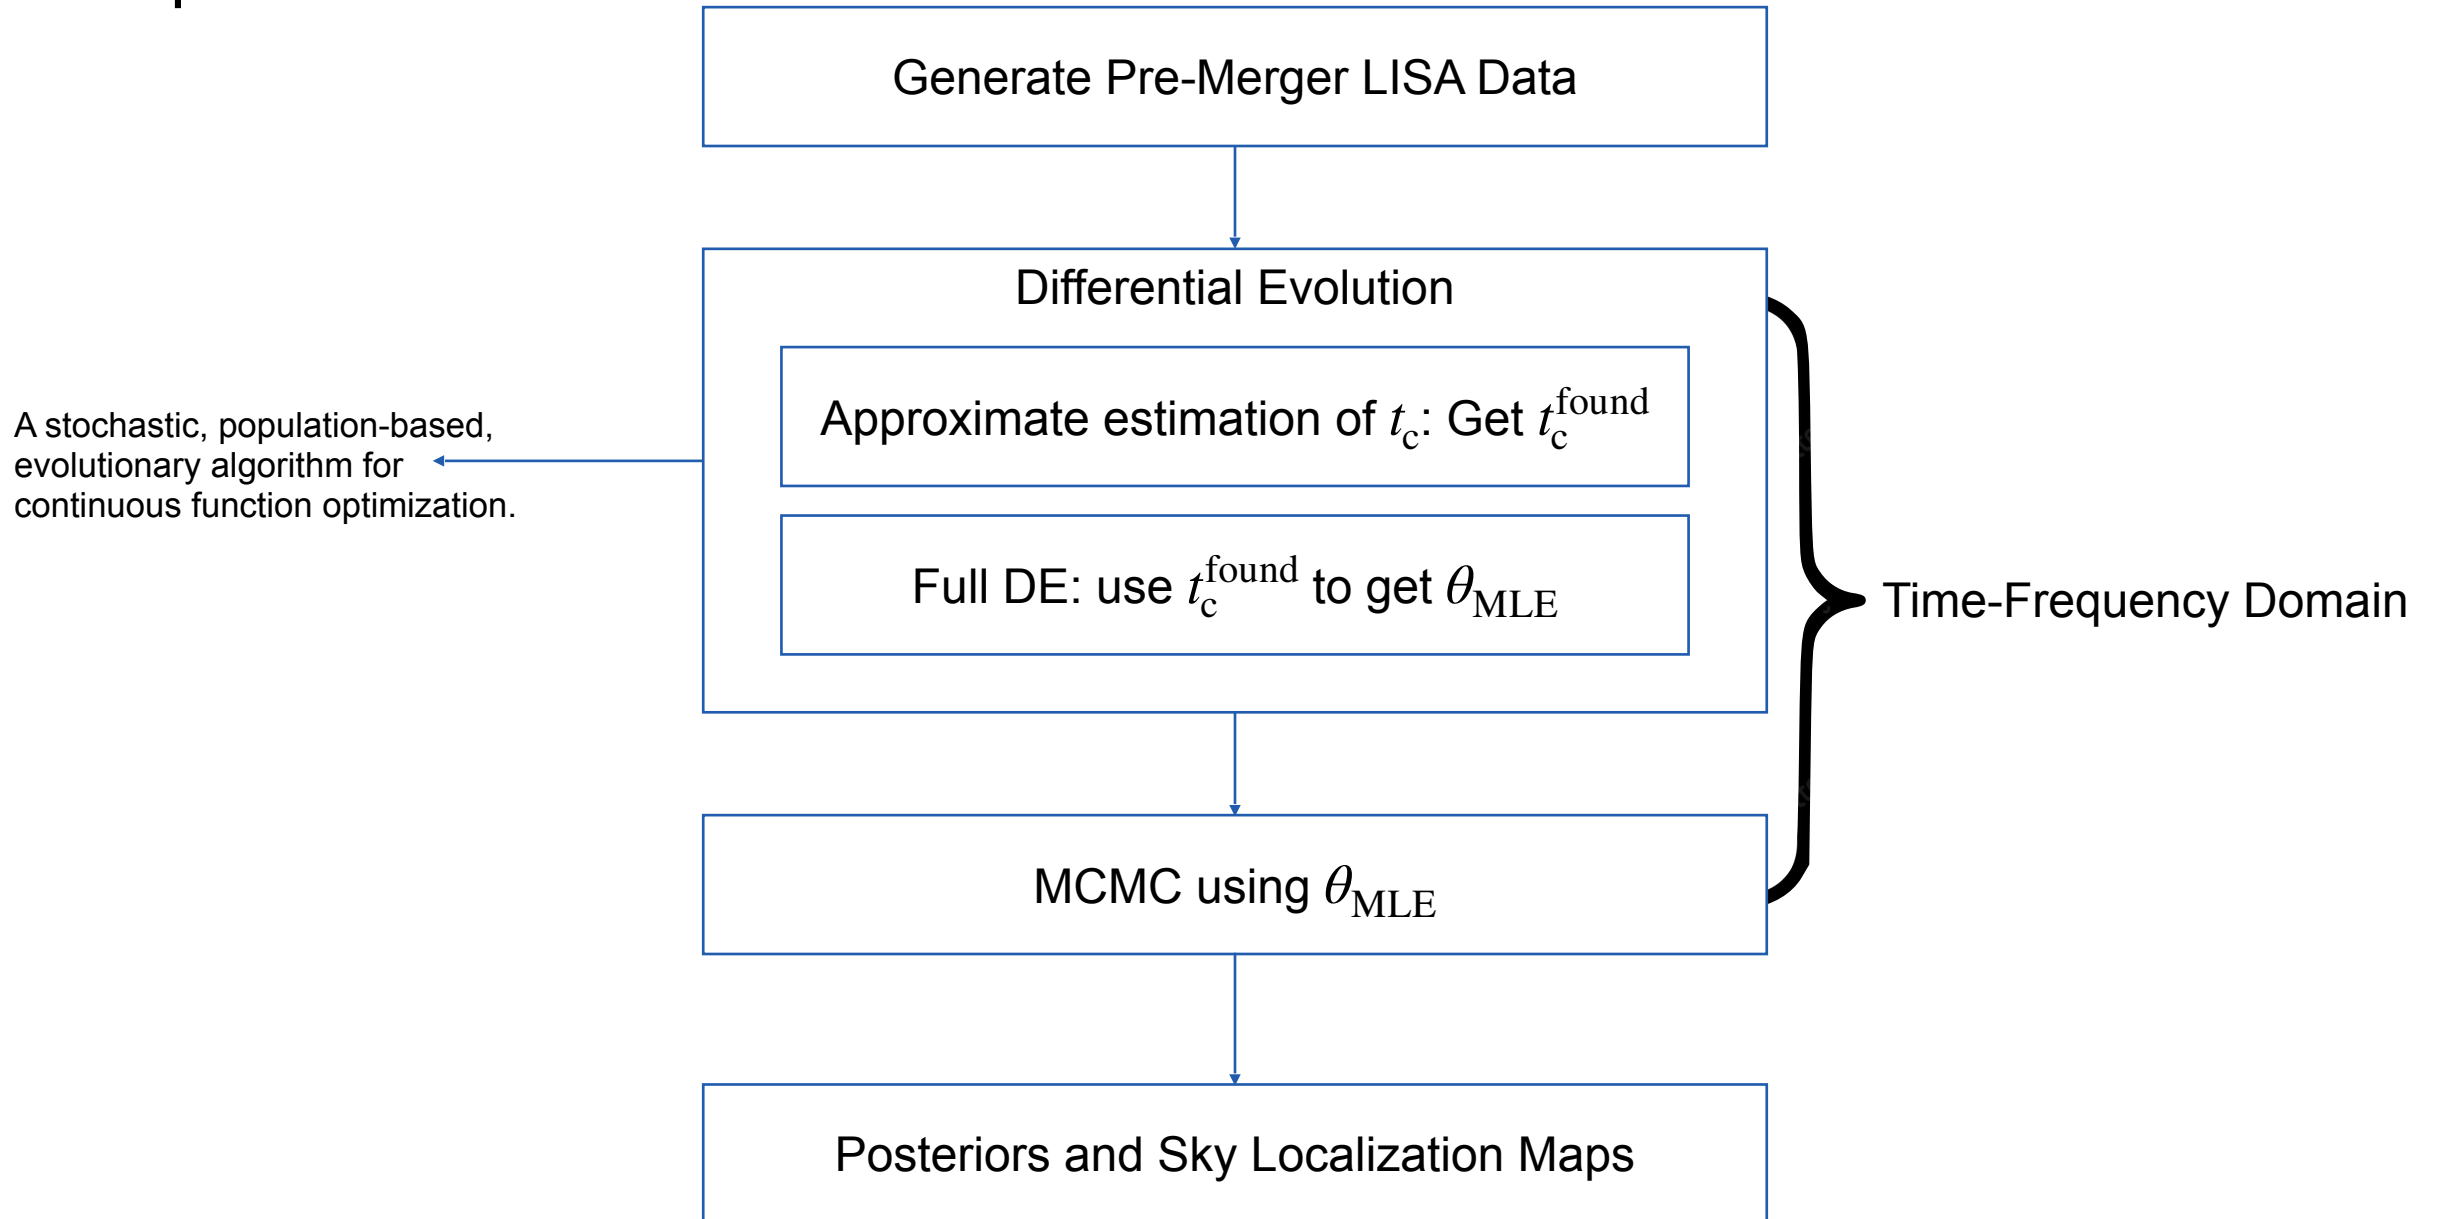 Generate Pre-Merger LISA Data
Differential Evolution
Approximate estimation of t_c: Get t_c^found
A stochastic, population-based,
evolutionary algorithm for
continuous function optimization.
Full DE: use t_c^found to get θ_MLE
Time-Frequency Domain
MCMC using θ_MLE
Posteriors and Sky Localization Maps